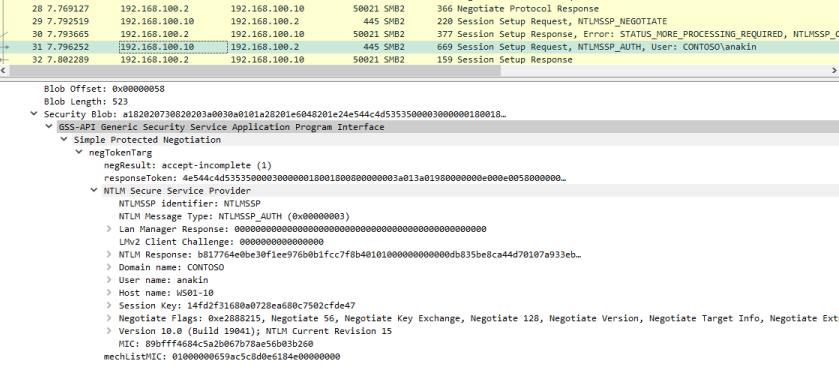 28 7.769127 192.168.100.2 192.168.100.10 50021 SMB2 366 Negotiate Protocol Response
29 7.792519 192.168.100.10 192.168.100.2 445 SMB2 220 Session Setup Request, NTLMSSP_NEGOTIATE
30 7.793665 192.168.100.2 192.168.100.10 50021 SMB2 377 Session Setup Response, Error: STATUS_MORE_PROCESSING_REQUIRED, NTLMSSP_C
31 7.796252 192.168.100.10 192.168.100.2 445 SMB2 669 Session Setup Request, NTLMSSP_AUTH, User: CONTOSO\anakin
32 7.802289 192.168.100.2 192.168.100.10 50021 SMB2 159 Session Setup Response
Blob Offset: 0x00000058
Blob Length: 523
Security Blob: a182020730820203a0030a0101a28201e6048201e24e544c4d5353500003000000180018…
GSS-API Generic Security Service Application Program Interface
Simple Protected Negotiation
negTokenTarg
negResult: accept-incomplete (1)
responseToken: 4e544c4d535350000300000018001800800000003a013a01980000000e000e0058000000…
NTLM Secure Service Provider
NTLMSSP identifier: NTLMSSP
NTLM Message Type: NTLMSSP_AUTH (0x00000003)
Lan Manager Response: 000000000000000000000000000000000000000000000000
LMv2 Client Challenge: 0000000000000000
NTLM Response: b817764e0be30f1ee976b0b1fcc7f8b40101000000000000db835be8ca44d70107a933eb…
Domain name: CONTOSO
User name: anakin
Host name: WS01-10
Session Key: 14fd2f31680a0728ea680c7502cfde47
Negotiate Flags: 0xe2888215, Negotiate 56, Negotiate Key Exchange, Negotiate 128, Negotiate Version, Negotiate Target Info, Negotiate Ext
Version 10.0 (Build 19041); NTLM Current Revision 15
MIC: 89bfff4684c5a2b067b78ae56b03b260
mechListMIC: 01000000659ac5c8d0e6184e00000000